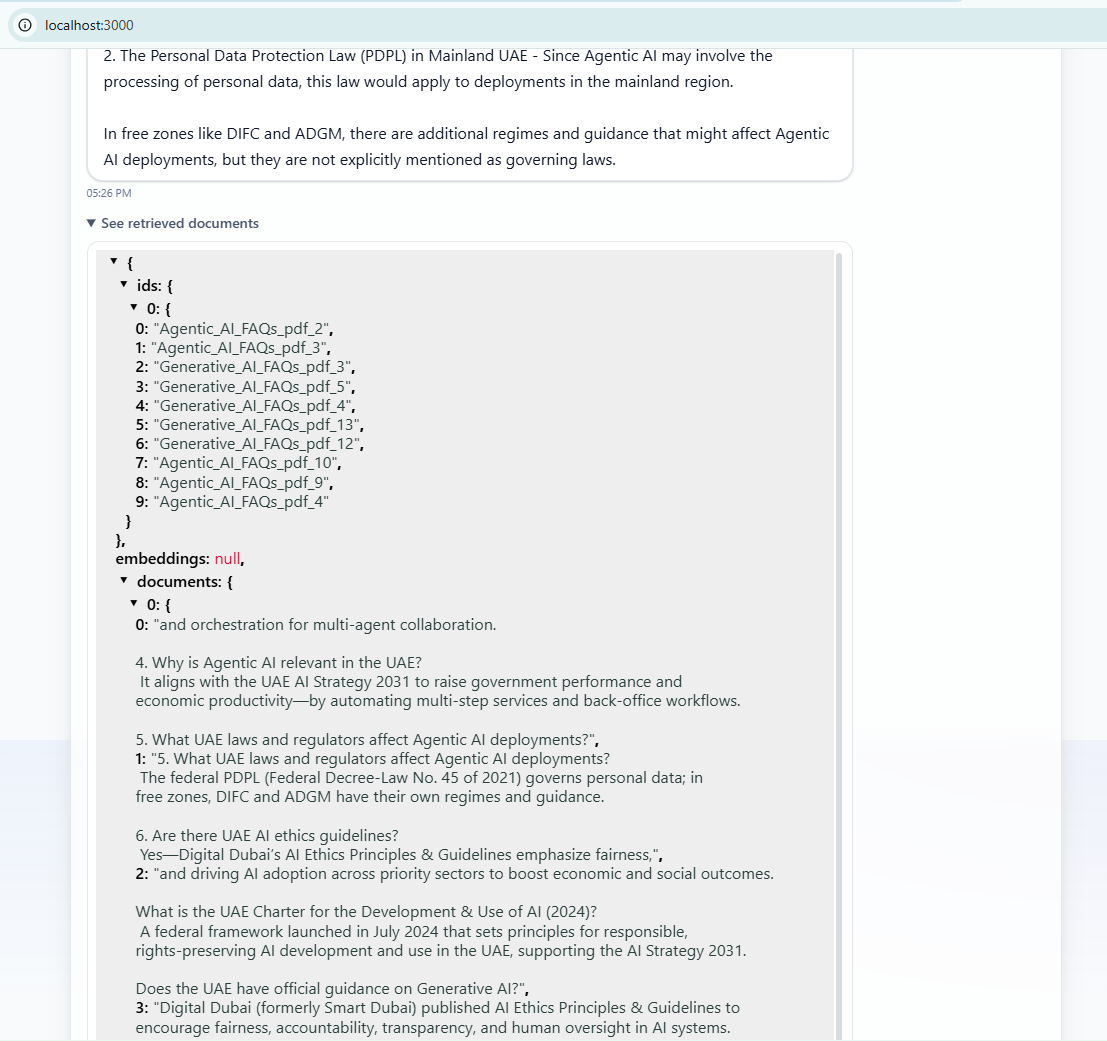 localhost:3000
2. The Personal Data Protection Law (PDPL) in Mainland UAE - Since Agentic AI may involve the
processing of personal data, this law would apply to deployments in the mainland region.
In free zones like DIFC and ADGM, there are additional regimes and guidance that might affect Agentic
AI deployments, but they are not explicitly mentioned as governing laws.
05:26 PM
▼ See retrieved documents
▼ {
▼ ids: {
▼ 0: {
0: "Agentic_AI_FAQs_pdf_2",
1: "Agentic_AI_FAQs_pdf_3",
2: "Generative_AI_FAQs_pdf_3",
3: "Generative_AI_FAQs_pdf_5",
4: "Generative_AI_FAQs_pdf_4",
5: "Generative_AI_FAQs_pdf_13",
6: "Generative_AI_FAQs_pdf_12",
7: "Agentic_AI_FAQs_pdf_10",
8: "Agentic_AI_FAQs_pdf_9",
9: "Agentic_AI_FAQs_pdf_4"
}
},
embeddings: null,
▼ documents: {
▼ 0: {
0: "and orchestration for multi-agent collaboration.
4. Why is Agentic AI relevant in the UAE?
It aligns with the UAE AI Strategy 2031 to raise government performance and
economic productivity—by automating multi-step services and back-office workflows.
5. What UAE laws and regulators affect Agentic AI deployments?",
1: "5. What UAE laws and regulators affect Agentic AI deployments?
The federal PDPL (Federal Decree-Law No. 45 of 2021) governs personal data; in
free zones, DIFC and ADGM have their own regimes and guidance.
6. Are there UAE AI ethics guidelines?
Yes—Digital Dubai's AI Ethics Principles & Guidelines emphasize fairness,",
2: "and driving AI adoption across priority sectors to boost economic and social outcomes.
What is the UAE Charter for the Development & Use of AI (2024)?
A federal framework launched in July 2024 that sets principles for responsible,
rights-preserving AI development and use in the UAE, supporting the AI Strategy 2031.
Does the UAE have official guidance on Generative AI?",
3: "Digital Dubai (formerly Smart Dubai) published AI Ethics Principles & Guidelines to
encourage fairness, accountability, transparency, and human oversight in AI systems.